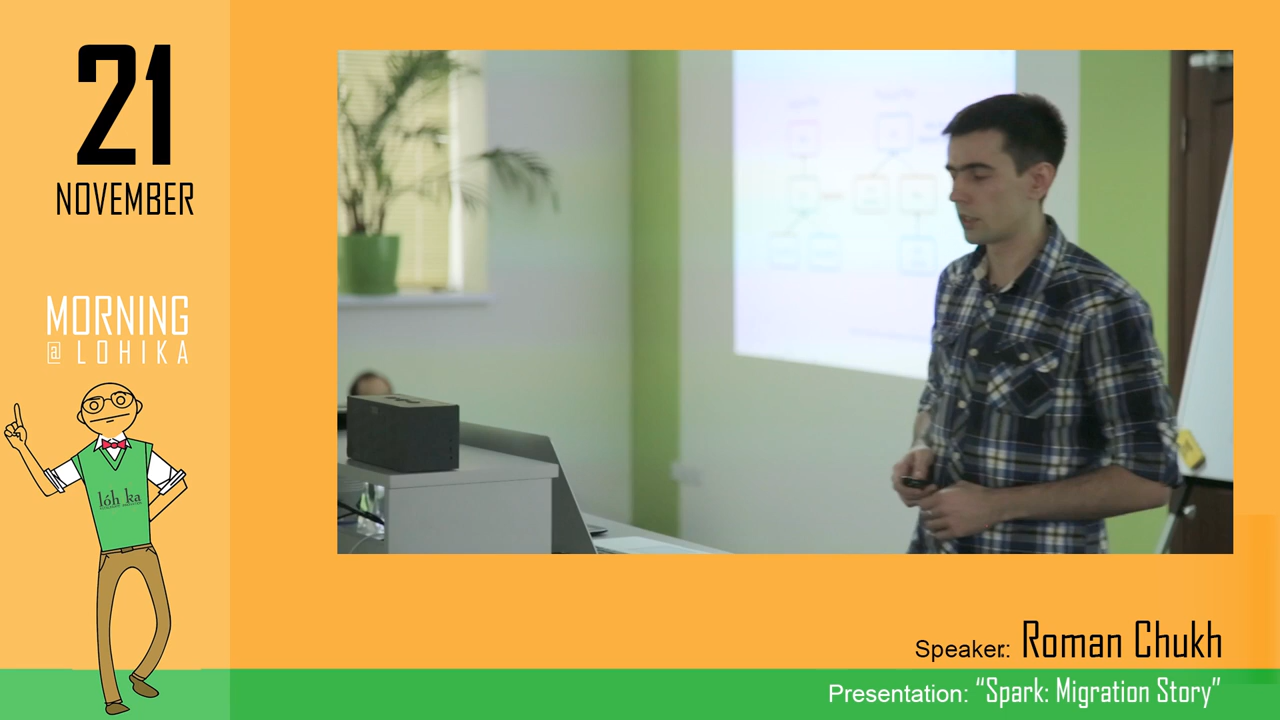 21
NOVEMBER
MORNING
@ LOHIKA
lóh ka
Speaker:: Roman Chukh
Presentation: “Spark: Migration Story”